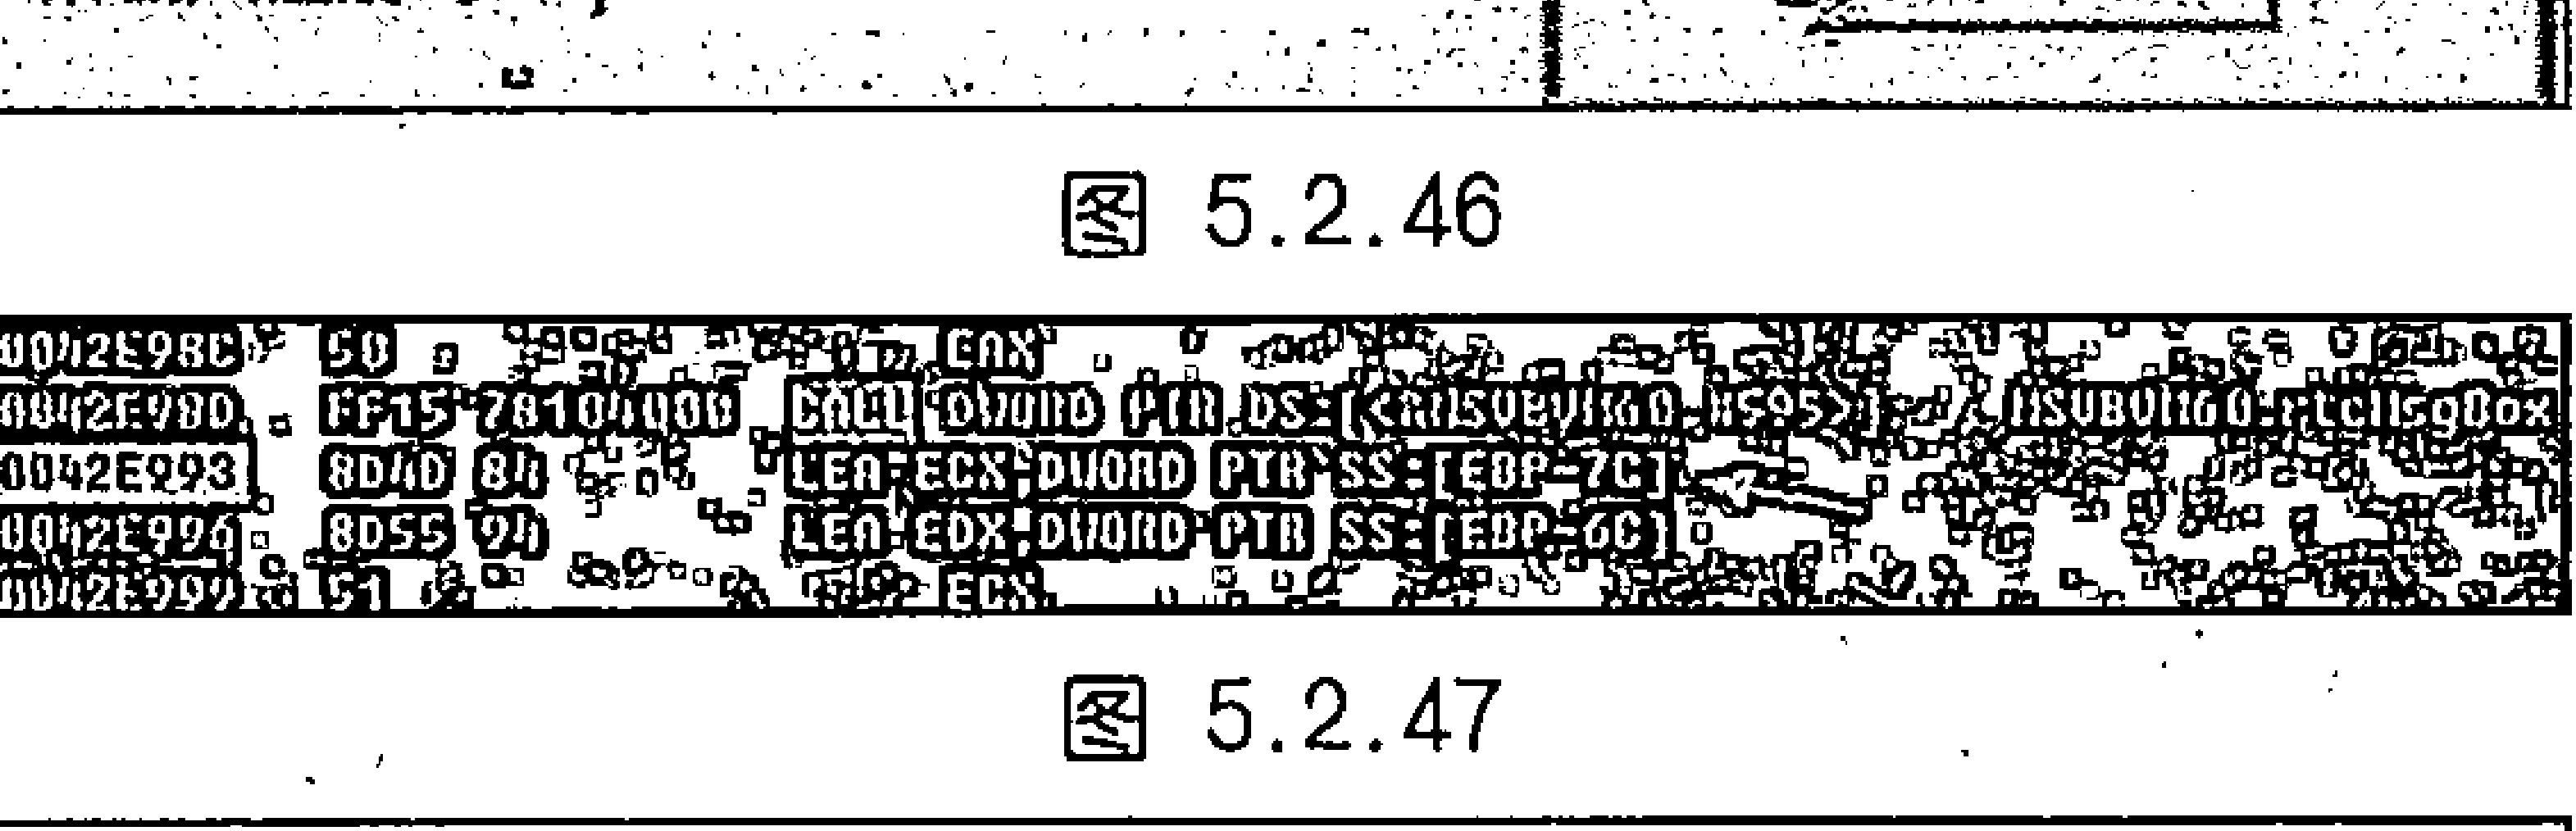 图 5.2.46
0042E98C 50 EAX
0042E98D FF15 78104000 CALL DWORD PTR DS:[<&MSVBVM60.#595>] MSVBVM60.rtcMsgBox
0042E993 8D4D 84 LEA ECX,DWORD PTR SS:[EBP-7C]
0042E996 8D55 94 LEA EDX,DWORD PTR SS:[EBP-6C]
0042E999 51 ECX
图 5.2.47